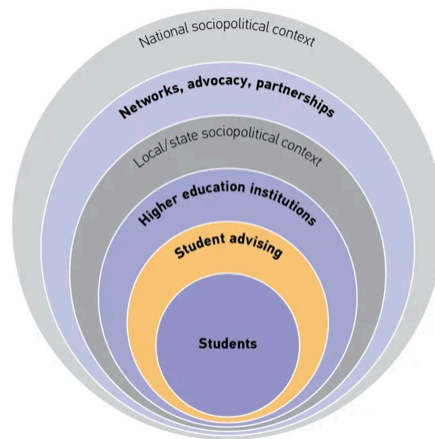 National sociopolitical context
Networks, advocacy, partnerships
Local/state sociopolitical context
Higher education institutions
Student advising
Students